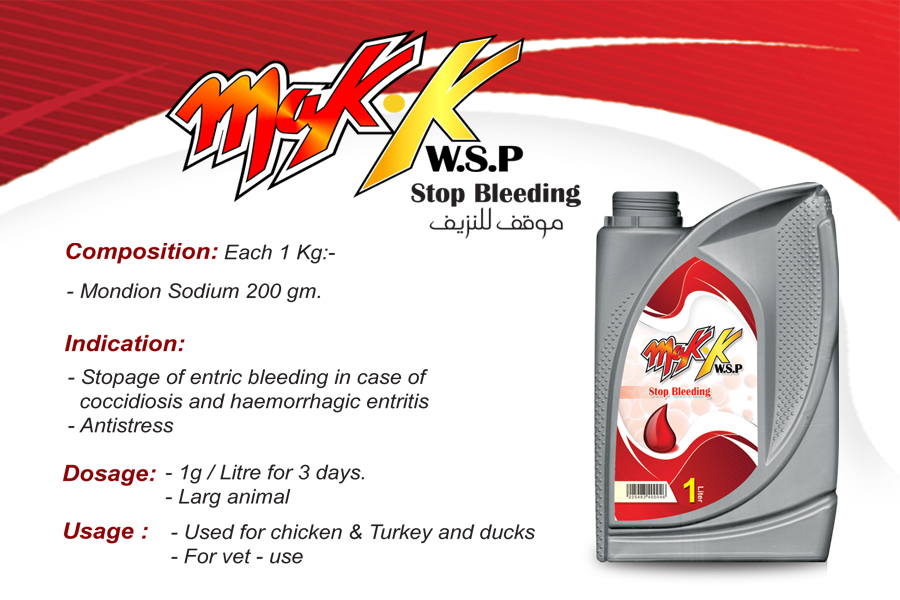 MayK.K
W.S.P
Stop Bleeding
موقف للنزيف
Composition: Each 1 Kg:-
- Mondion Sodium 200 gm.
Indication:
- Stopage of entric bleeding in case of
coccidiosis and haemorrhagic entritis
- Antistress
Dosage: - 1g / Litre for 3 days.
- Larg animal
Usage : - Used for chicken & Turkey and ducks
- For vet - use
MayK.K
W.S.P
Stop Bleeding
1 Liter